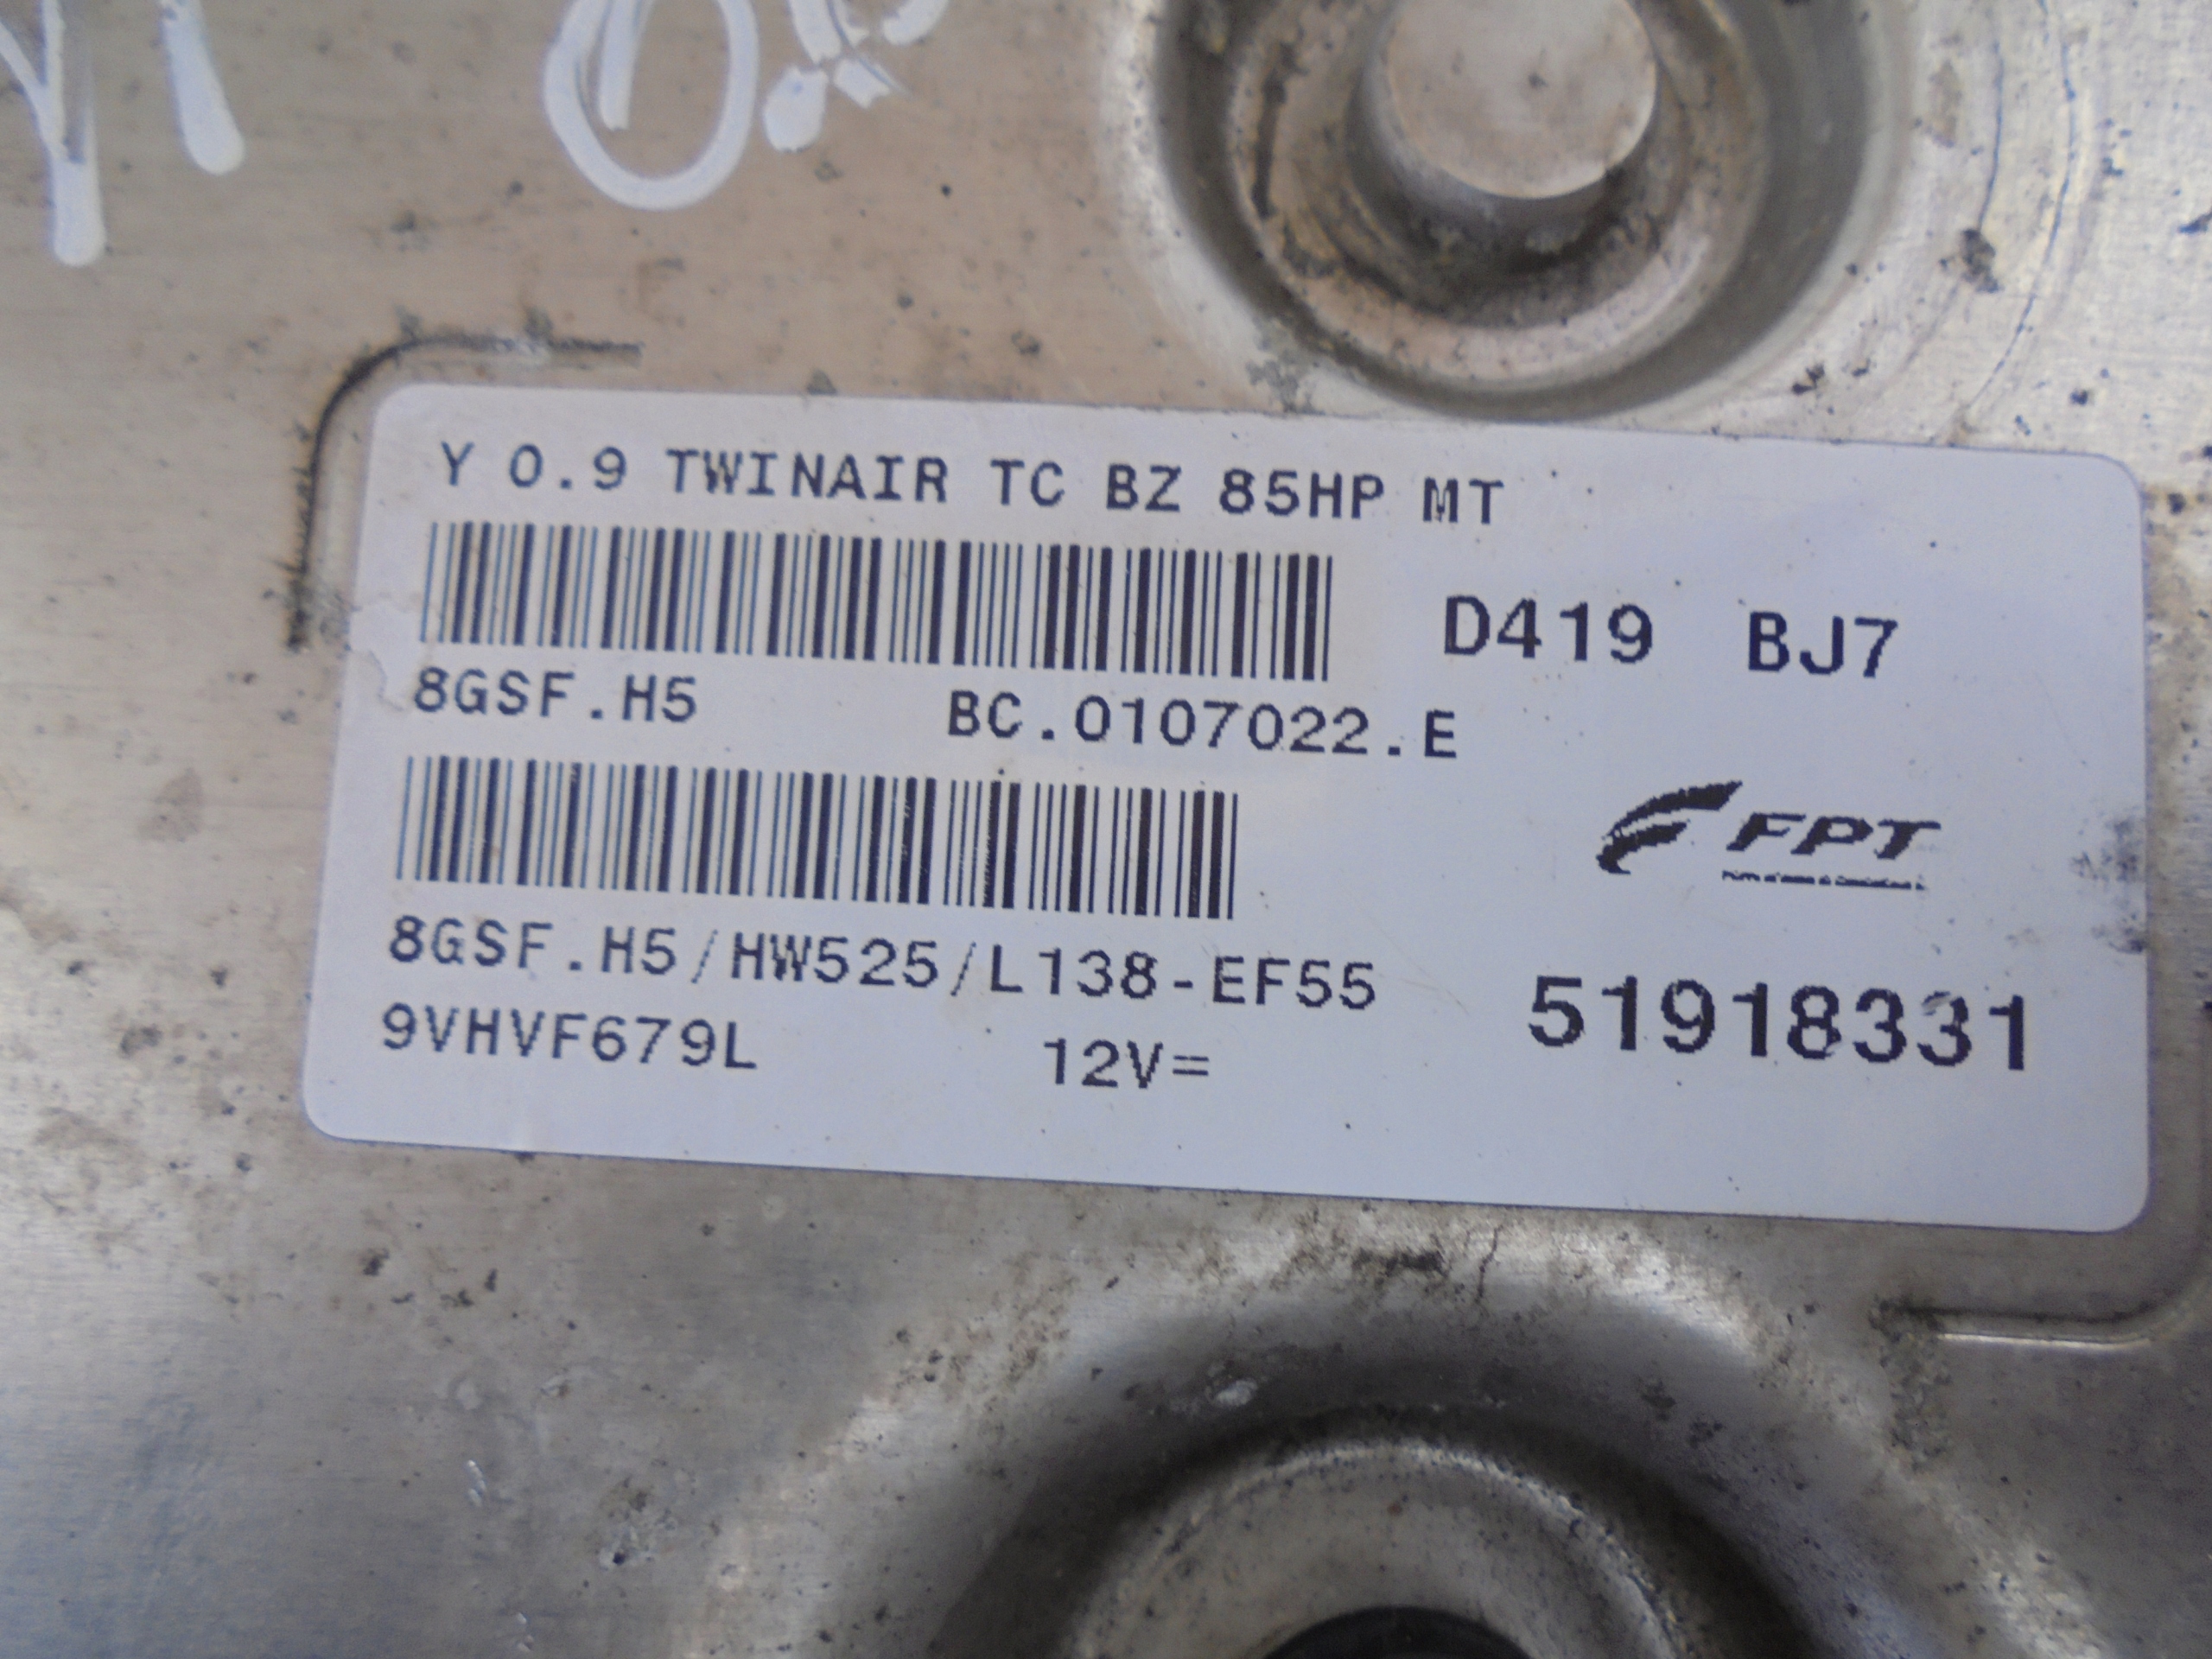 Y 0.9 TWINAIR TC BZ 85HP MT
D419 BJ7
8GSF.H5 BC.0107022.E
FPT
8GSF.H5/HW525/L138-EF55
51918331
9VHVF679L 12V=